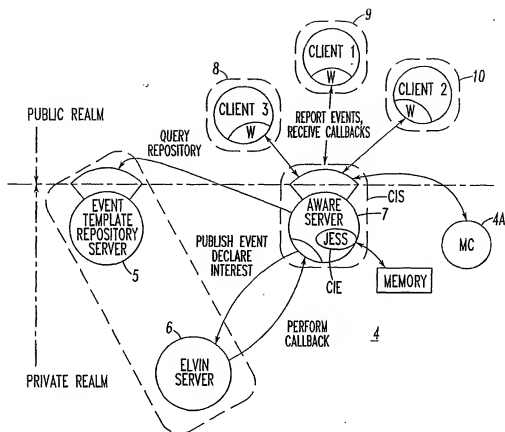 9
CLIENT 1
W
8
CLIENT 3
W
10
CLIENT 2
W
PUBLIC REALM
REPORT EVENTS,
RECEIVE CALLBACKS
QUERY
REPOSITORY
CIS
EVENT
TEMPLATE
REPOSITORY
SERVER
5
AWARE
SERVER
7
JESS
CIE
4A
MC
MEMORY
PUBLISH EVENT
DECLARE
INTEREST
PERFORM
CALLBACK
4
6
ELVIN
SERVER
PRIVATE REALM